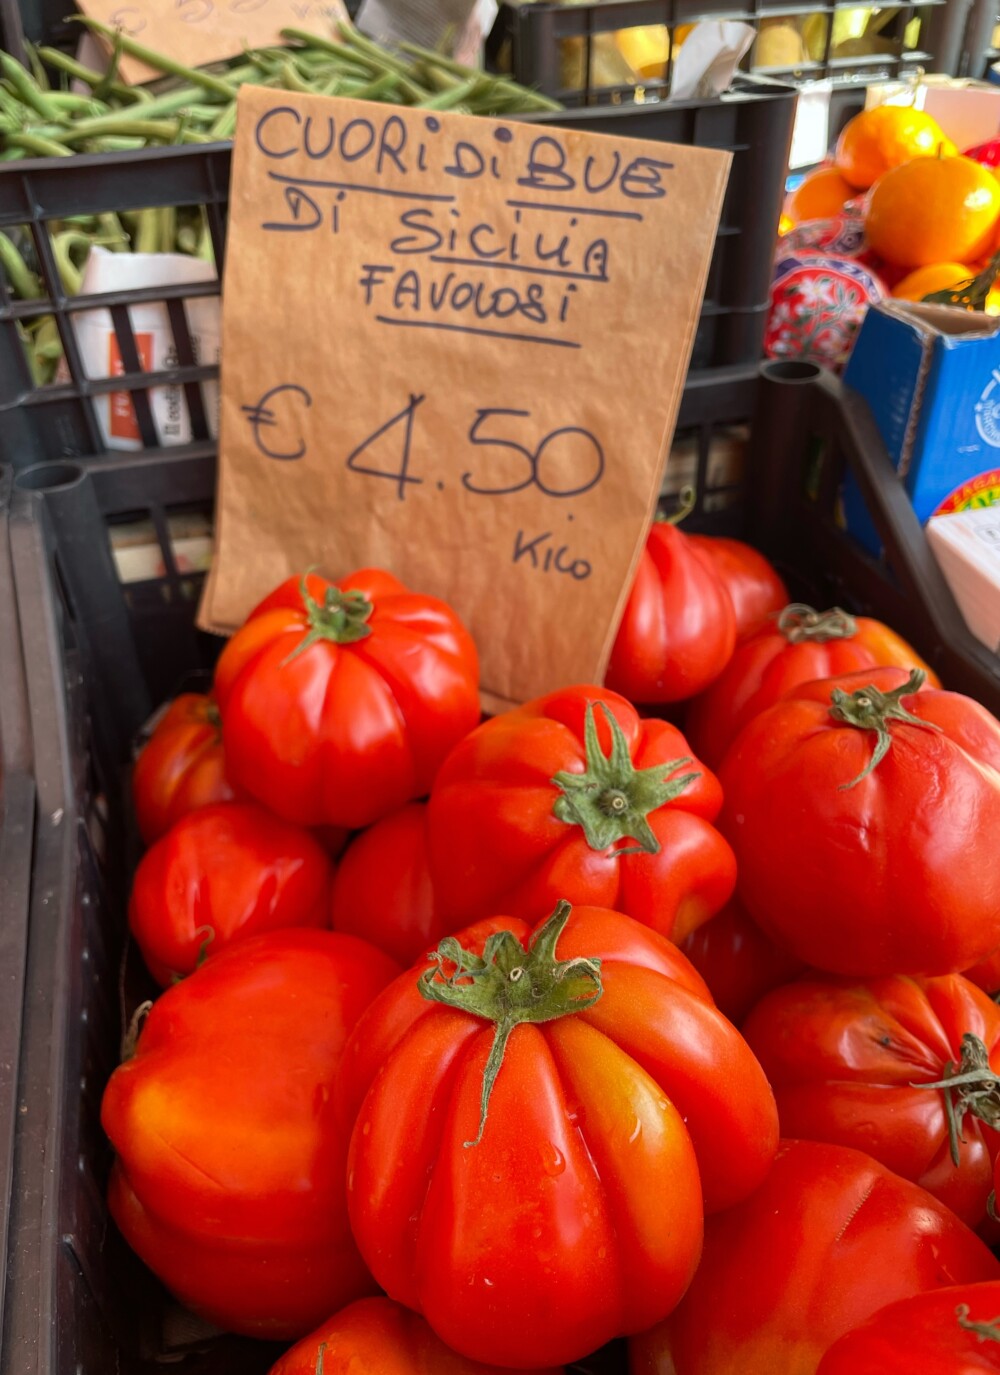 CUORi Di BUE
Di SiciliA
FAVOLOSi
€ 4.50
Kilo